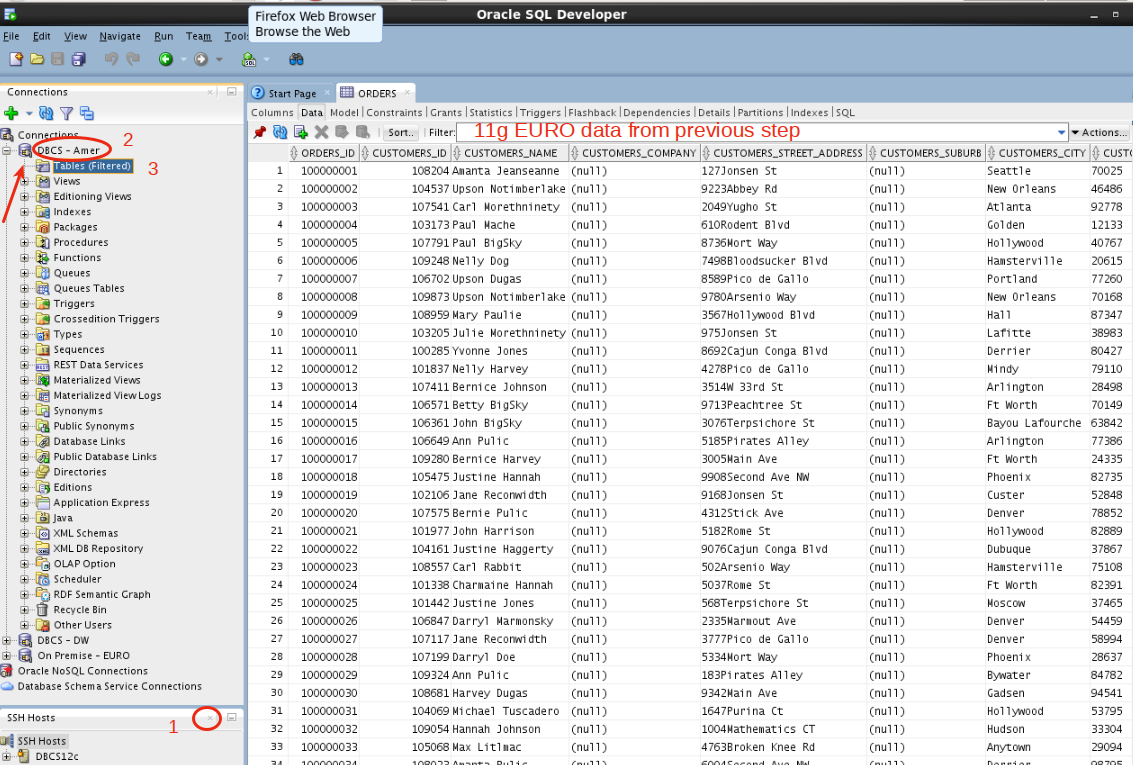 Firefox Web Browser
Browse the Web
Oracle SQL Developer
File Edit View Navigate Run Team Tools
Connections
Start Page
ORDERS
Columns Data Model Constraints Grants Statistics Triggers Flashback Dependencies Details Partitions Indexes SQL
Sort.. Filter: 11g EURO data from previous step Actions...
Connections
DBCS - Amer 2
Tables (Filtered) 3
Views
Editioning Views
Indexes
Packages
Procedures
Functions
Queues
Queues Tables
Triggers
Crossedition Triggers
Types
Sequences
REST Data Services
Materialized Views
Materialized View Logs
Synonyms
Public Synonyms
Database Links
Public Database Links
Directories
Editions
Application Express
Java
XML Schemas
XML DB Repository
OLAP Option
Scheduler
RDF Semantic Graph
Recycle Bin
Other Users
DBCS - DW
On Premise - EURO
Oracle NoSQL Connections
Database Schema Service Connections
SSH Hosts
1
SSH Hosts
DBCS12c
ORDERS_ID CUSTOMERS_ID CUSTOMERS_NAME CUSTOMERS_COMPANY CUSTOMERS_STREET_ADDRESS CUSTOMERS_SUBURB CUSTOMERS_CITY CUSTO
1 100000001 108204 Amanta Jeanseanne (null) 127Jonsen St (null) Seattle 70025
2 100000002 104537 Upson Notimberlake (null) 9223Abbey Rd (null) New Orleans 46486
3 100000003 107541 Carl Morethninety (null) 2049Yugho St (null) Atlanta 92778
4 100000004 103173 Paul Wache (null) 610Rodent Blvd (null) Golden 12133
5 100000005 107791 Paul BigSky (null) 8736Wort Way (null) Hollywood 40767
6 100000006 109248 Nelly Dog (null) 7498Bloodsucker Blvd (null) Hamsterville 20615
7 100000007 106702 Upson Dugas (null) 8589Pico de Gallo (null) Portland 77260
8 100000008 109873 Upson Notimberlake (null) 9780Arsenio Way (null) New Orleans 70168
9 100000009 108959 Mary Paulie (null) 3567Hollywood Blvd (null) Hall 87347
10 100000010 103205 Julie Morethninety (null) 975Jonsen St (null) Lafitte 38983
11 100000011 100285 Yvonne Jones (null) 8692Cajun Conga Blvd (null) Derrier 80427
12 100000012 101837 Nelly Harvey (null) 4278Pico de Gallo (null) Windy 79110
13 100000013 107411 Bernice Johnson (null) 3514W 33rd St (null) Arlington 28498
14 100000014 106571 Betty BigSky (null) 9713Peachtree St (null) Ft Worth 70149
15 100000015 106361 John BigSky (null) 3076Terpsichore St (null) Bayou Lafourche 63842
16 100000016 106649 Ann Pulic (null) 5185Pirates Alley (null) Arlington 77386
17 100000017 109280 Bernice Harvey (null) 3005Main Ave (null) Ft Worth 24335
18 100000018 105475 Justine Hannah (null) 9908Second Ave NW (null) Phoenix 82735
19 100000019 102106 Jane Reconwidth (null) 9168Jonsen St (null) Custer 52848
20 100000020 107575 Bernie Pulic (null) 4312Stick Ave (null) Denver 78852
21 100000021 101977 John Harrison (null) 5182Rome St (null) Hollywood 82889
22 100000022 104161 Justine Haggerty (null) 9076Cajun Conga Blvd (null) Dubuque 37867
23 100000023 108557 Carl Rabbit (null) 502Arsenio Way (null) Hamsterville 75108
24 100000024 101338 Charmaine Hannah (null) 5037Rome St (null) Ft Worth 82391
25 100000025 101442 Justine Jones (null) 568Terpsichore St (null) Moscow 37465
26 100000026 106847 Darryl Marmonsky (null) 2335Marmout Ave (null) Denver 54459
27 100000027 107117 Jane Reconwidth (null) 3777Pico de Gallo (null) Denver 58994
28 100000028 107199 Darryl Doe (null) 5334Wort Way (null) Phoenix 28637
29 100000029 109324 Ann Pulic (null) 183Pirates Alley (null) Bywater 84782
30 100000030 108681 Harvey Dugas (null) 9342Main Ave (null) Gadsen 94541
31 100000031 104069 Michael Tuscadero (null) 1647Purina Ct (null) Hollywood 53795
32 100000032 109054 Hannah Johnson (null) 1004Mathematics CT (null) Hudson 33304
33 100000033 105068 Max Litlmac (null) 4763Broken Knee Rd (null) Anytown 29094